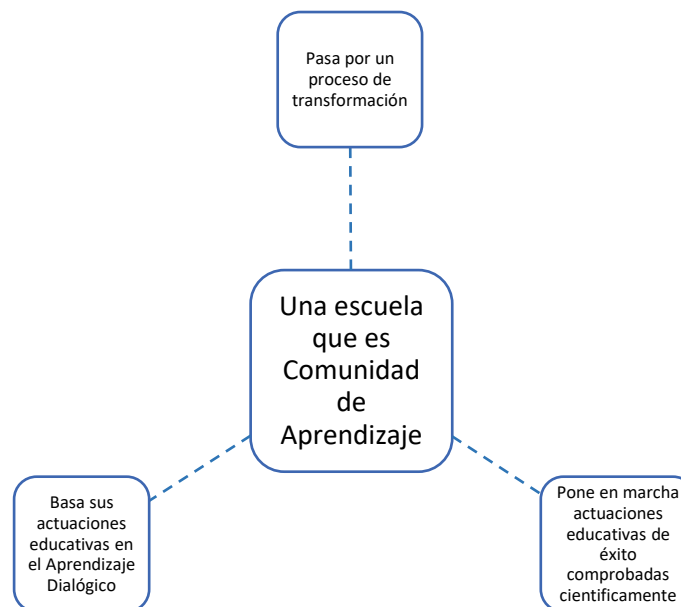 Pasa por un
proceso de
transformación
Una escuela
que es
Comunidad
de
Aprendizaje
Basa sus
actuaciones
educativas en
el Aprendizaje
Dialógico
Pone en marcha
actuaciones
educativas de
éxito
comprobadas
cientificamente